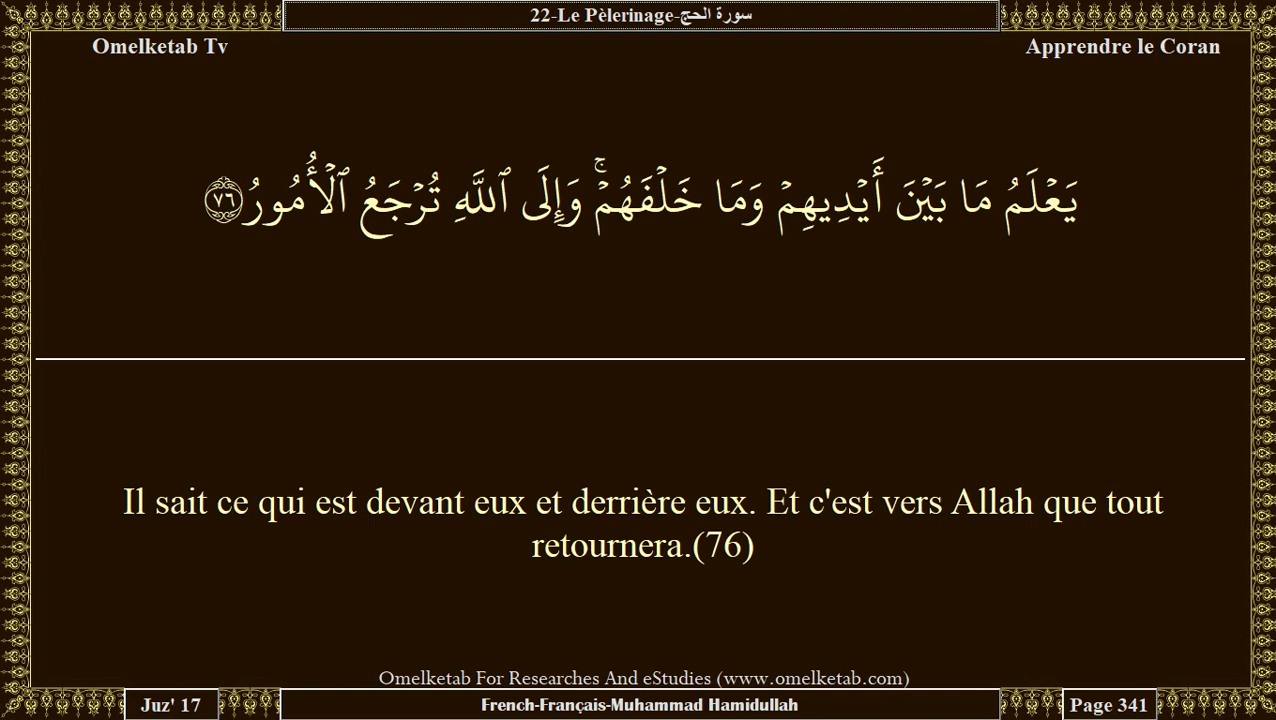 22-Le Pèlerinage-سورة الحج
Omelketab Tv
Apprendre le Coran
يَعۡلَمُ مَا بَيۡنَ أَيۡدِيهِمۡ وَمَا خَلۡفَهُمۡۚ وَإِلَى ٱللَّهِ تُرۡجَعُ ٱلۡأُمُورُ ٧٦
Il sait ce qui est devant eux et derrière eux. Et c'est vers Allah que tout
retournera.(76)
Omelketab For Researches And eStudies (www.omelketab.com)
Juz' 17
French-Français-Muhammad Hamidullah
Page 341